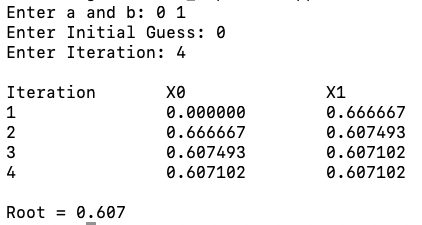 Enter a and b: 0 1
Enter Initial Guess: 0
Enter Iteration: 4
Iteration X0 X1
1 0.000000 0.666667
2 0.666667 0.607493
3 0.607493 0.607102
4 0.607102 0.607102
Root = 0.607